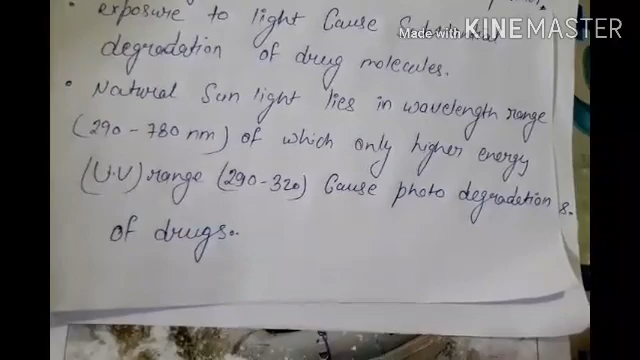 • exposure to light Cause Substantial
Made with KINEMASTER
degradation of drug molecules.
• Natural Sun light lies in wavelength range
(290-780 nm) of which only higher energy
(U.V) range (290-320) Cause photo degradation s.
of drugs.